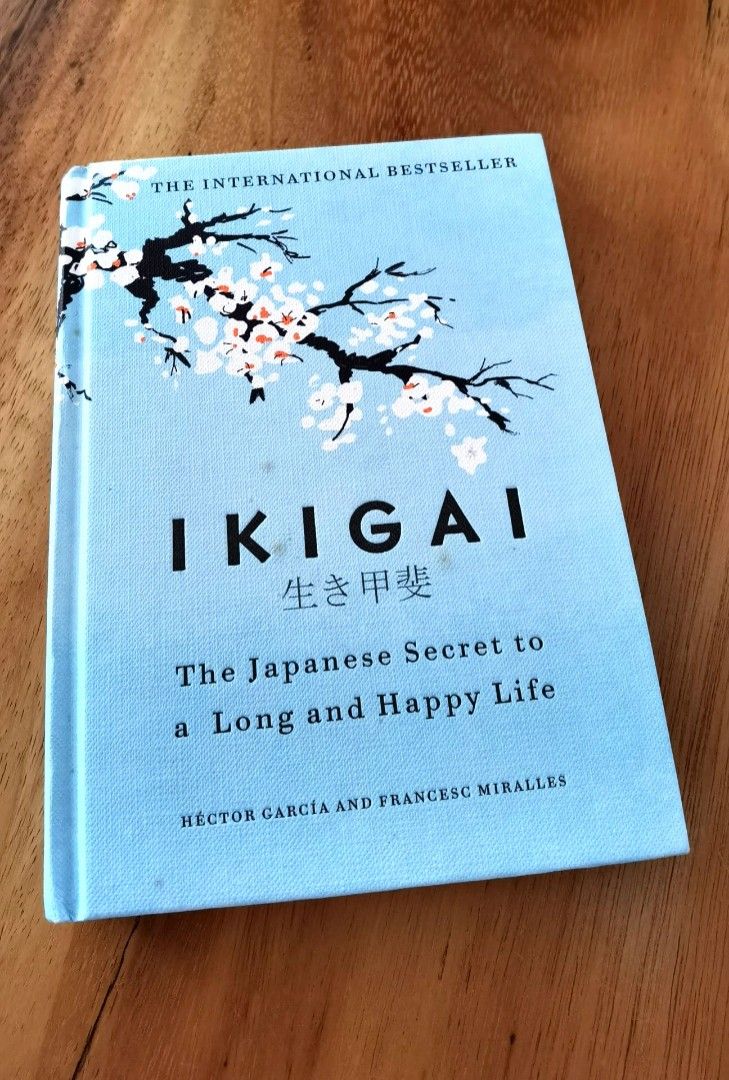 THE INTERNATIONAL BESTSELLER
IKIGAI
生き甲斐
The Japanese Secret to
a Long and Happy Life
HÉCTOR GARCÍA AND FRANCESC MIRALLES